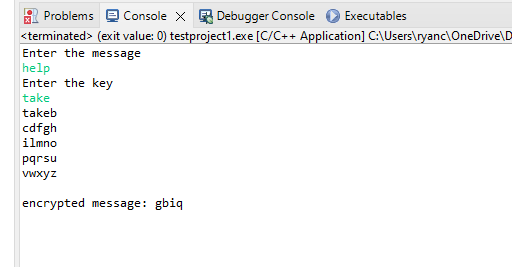 Problems Console Debugger Console Executables
<terminated> (exit value: 0) testproject1.exe [C/C++ Application] C:\Users\ryanc\OneDrive\D
Enter the message
help
Enter the key
take
takeb
cdfgh
ilmno
pqrsu
vwxyz
encrypted message: gbiq